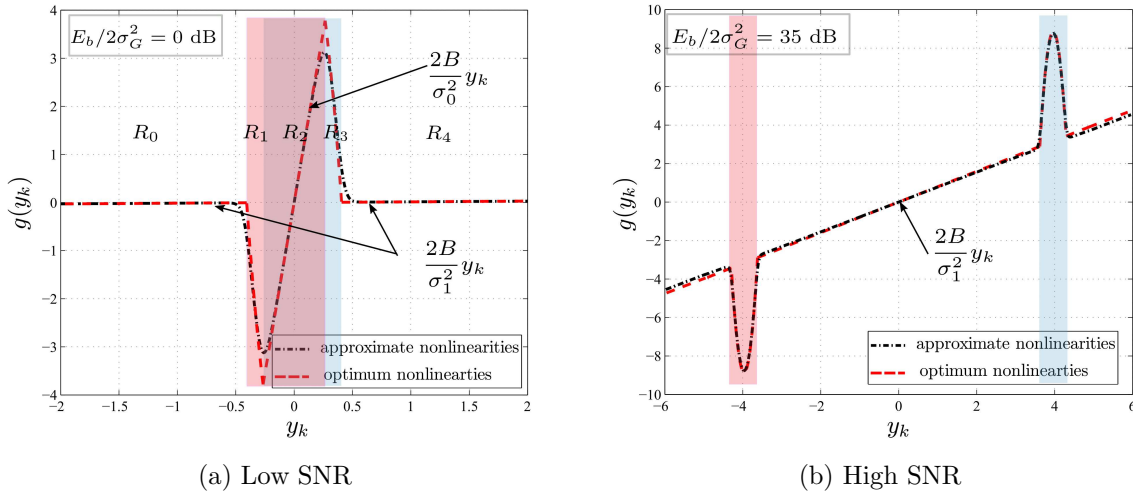 E_b/2σ_G^2 = 0 dB
4
3
2
1
0
−1
−2
−3
−4
g(y_k)
2B/σ_0^2 y_k
R_0 R_1 R_2 R_3 R_4
2B/σ_1^2 y_k
approximate nonlinearities
optimum nonlinearties
−2 −1.5 −1 −0.5 0 0.5 1 1.5 2
y_k
(a) Low SNR
E_b/2σ_G^2 = 35 dB
10
8
6
4
2
0
−2
−4
−6
−8
−10
g(y_k)
2B/σ_1^2 y_k
approximate nonlinearities
optimum nonlinearties
−6 −4 −2 0 2 4 6
y_k
(b) High SNR